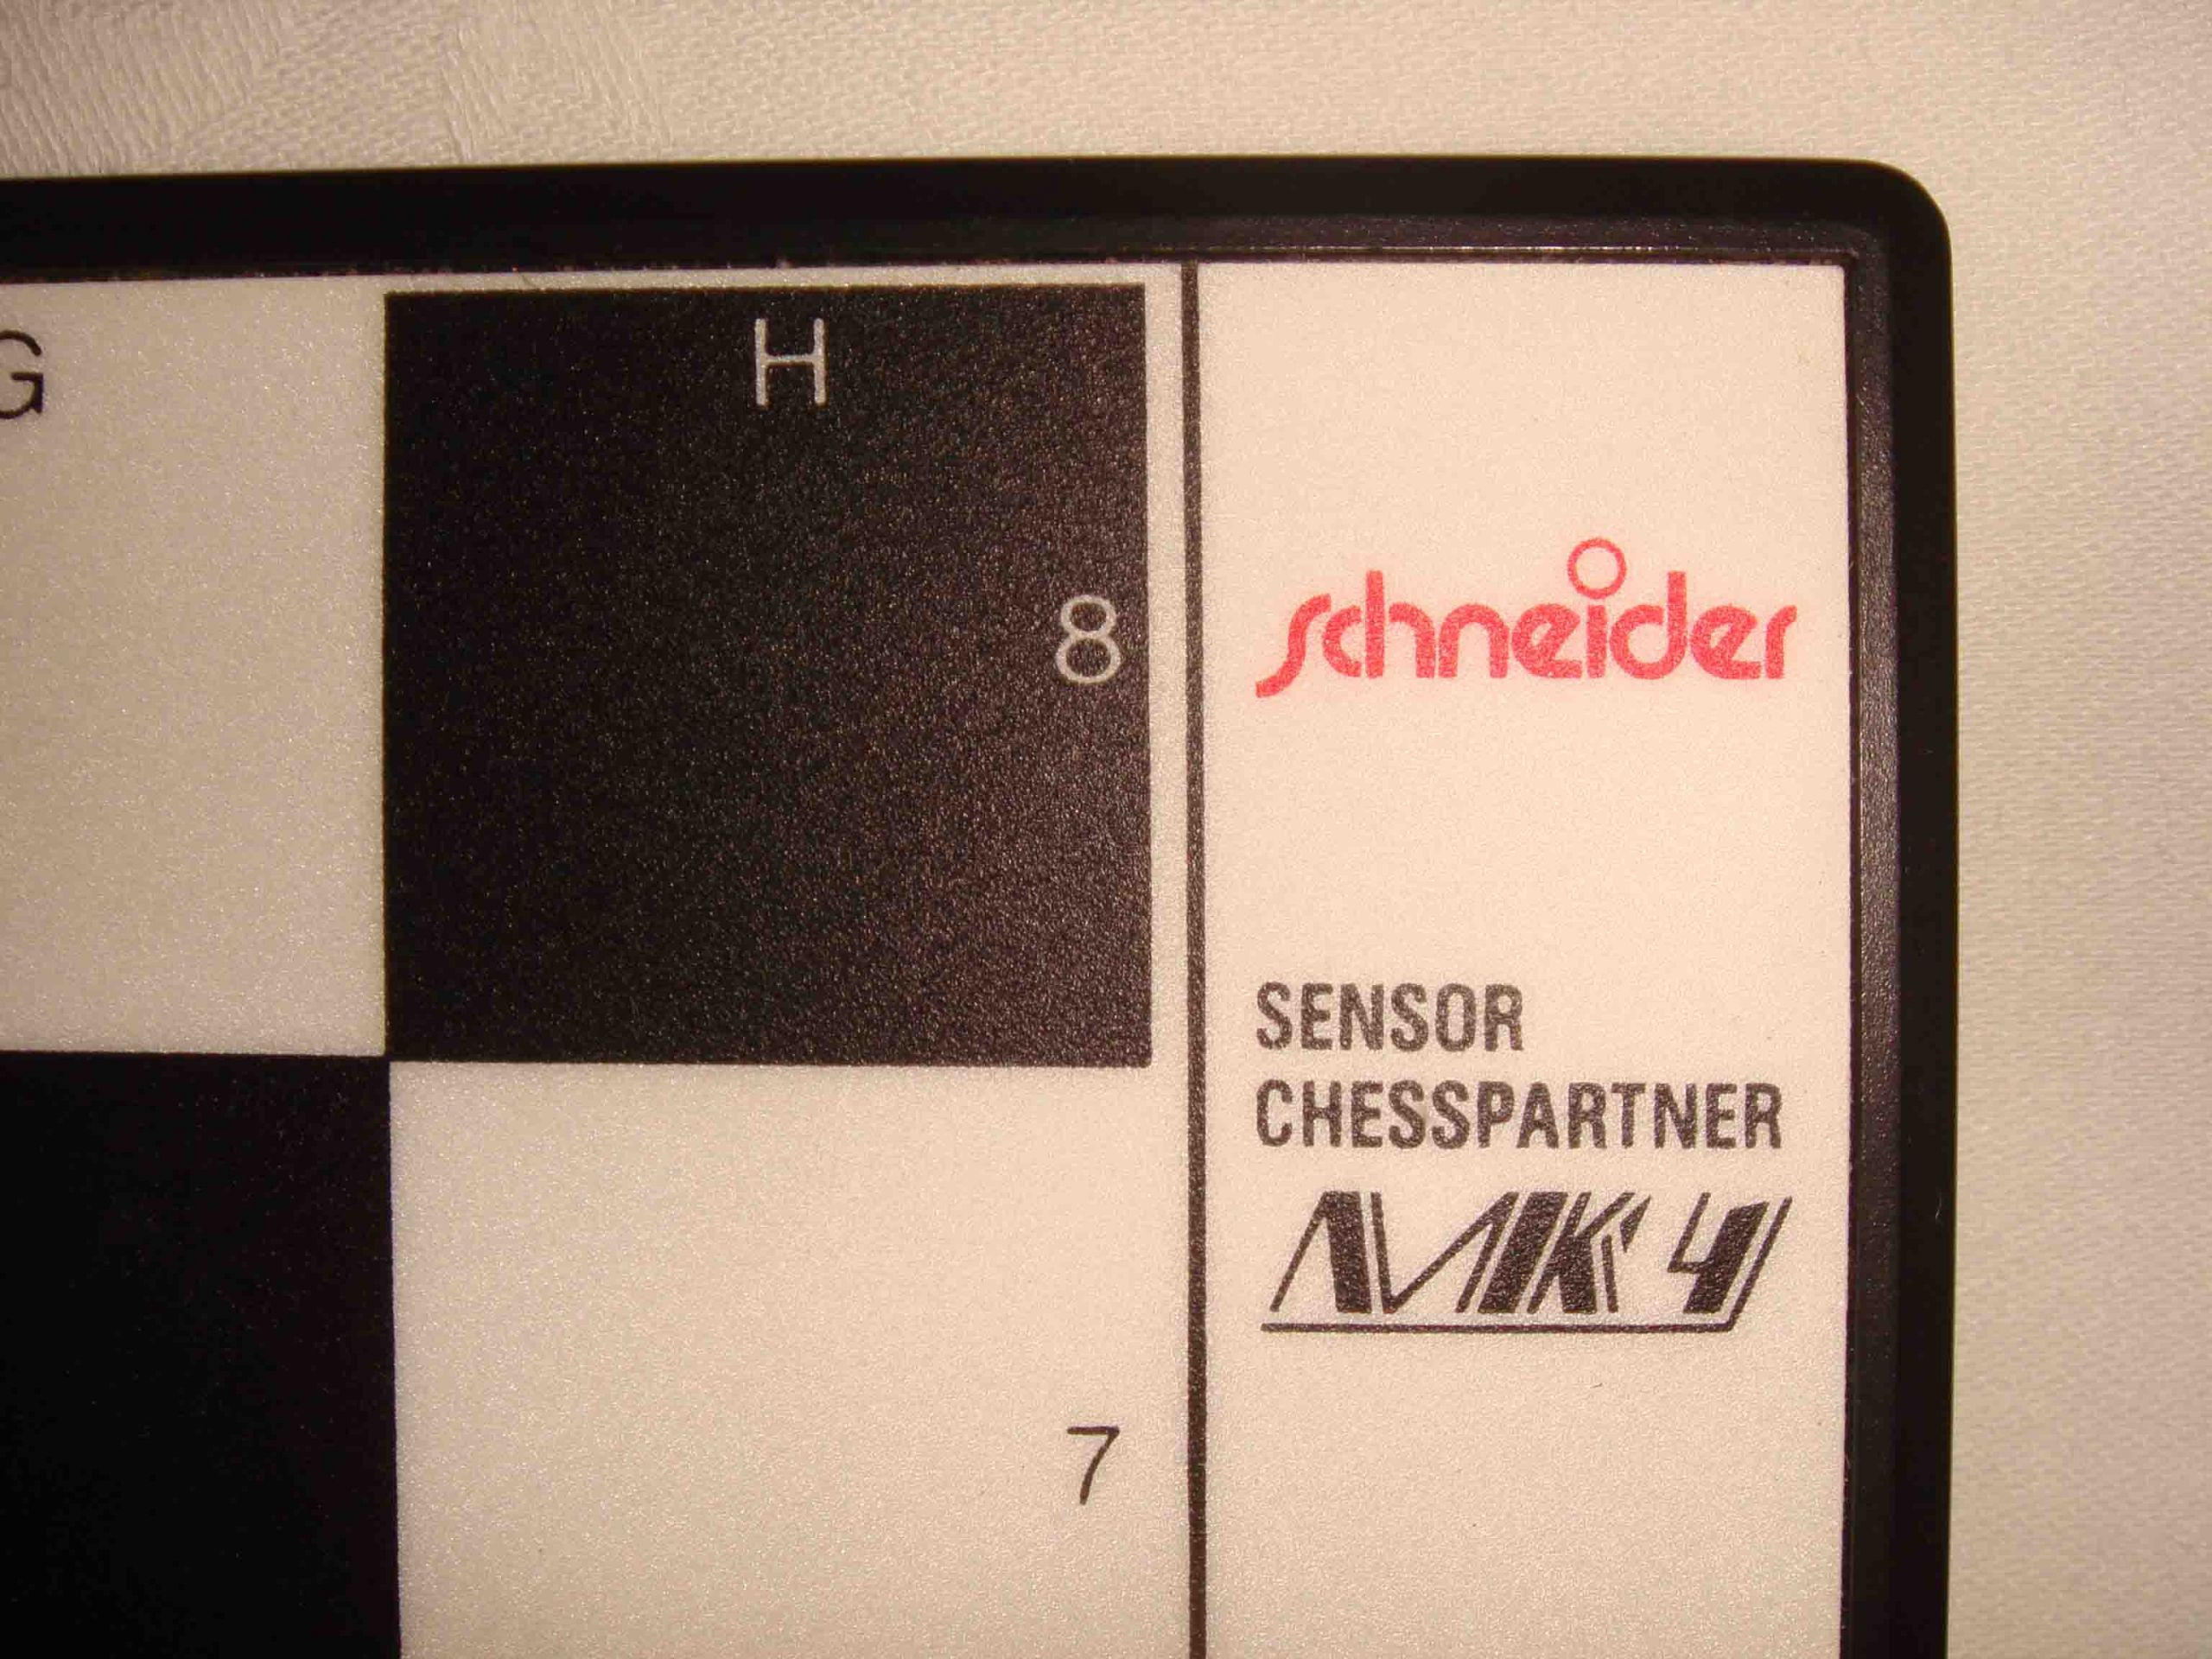 G
H
8
schneider
SENSOR
CHESSPARTNER
MK 4
7